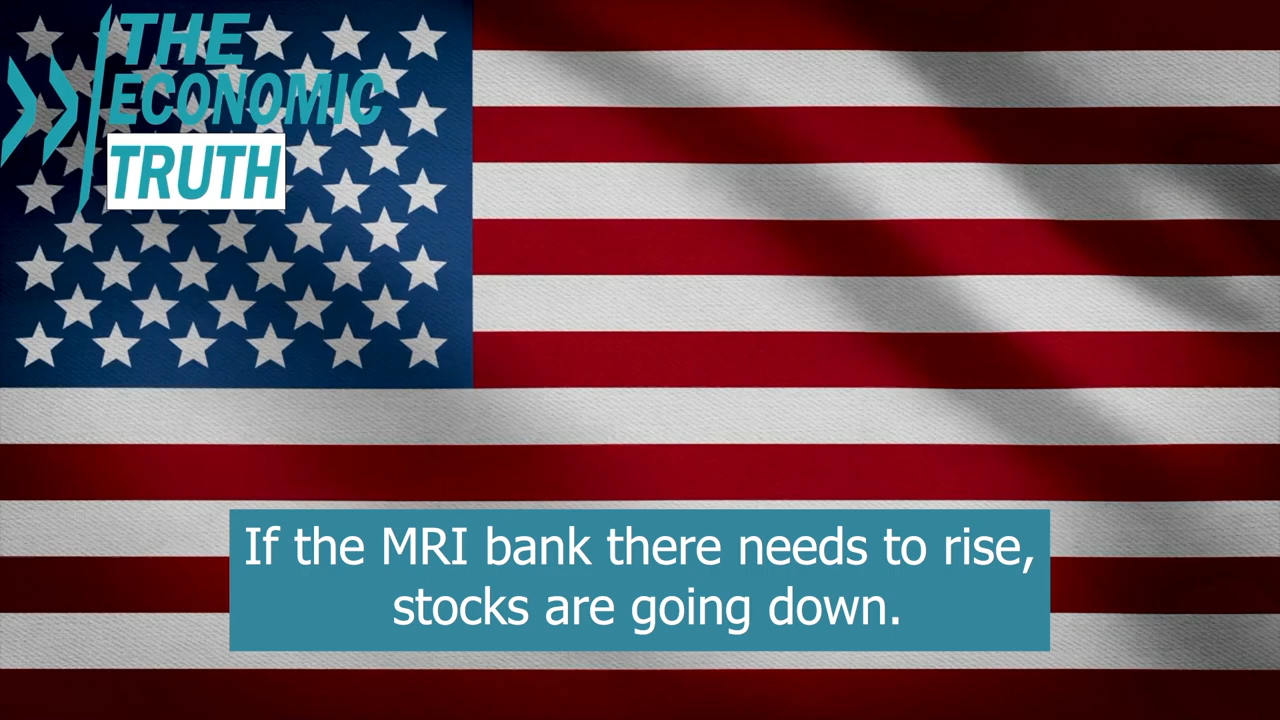 THE
ECONOMIC
TRUTH
If the MRI bank there needs to rise,
stocks are going down.